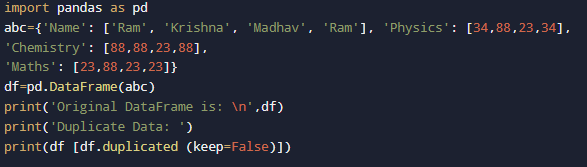 import pandas as pd
abc={'Name': ['Ram', 'Krishna', 'Madhav', 'Ram'], 'Physics': [34,88,23,34],
'Chemistry': [88,88,23,88],
'Maths': [23,88,23,23]}
df=pd.DataFrame(abc)
print('Original DataFrame is: \n',df)
print('Duplicate Data: ')
print(df [df.duplicated (keep=False)])